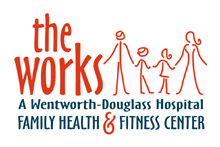 the
works
A Wentworth-Douglass Hospital
FAMILY HEALTH & FITNESS CENTER